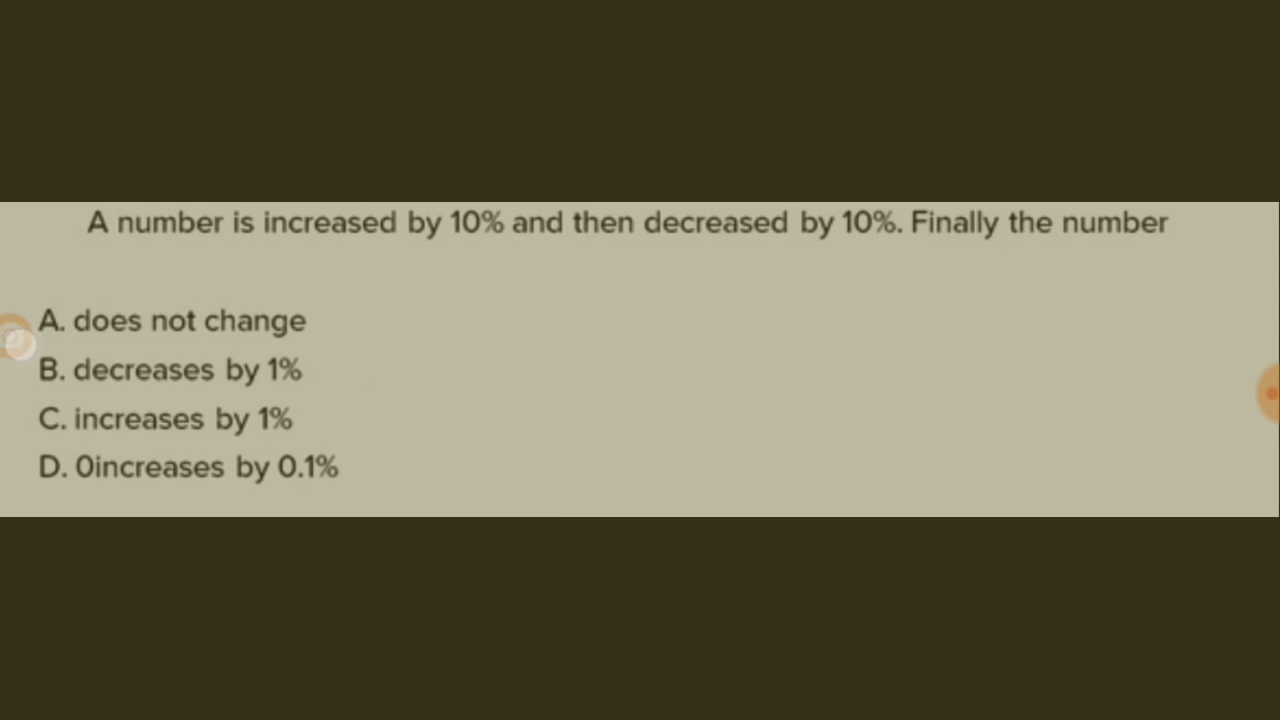 A number is increased by 10% and then decreased by 10%. Finally the number
A. does not change
B. decreases by 1%
C. increases by 1%
D. 0increases by 0.1%